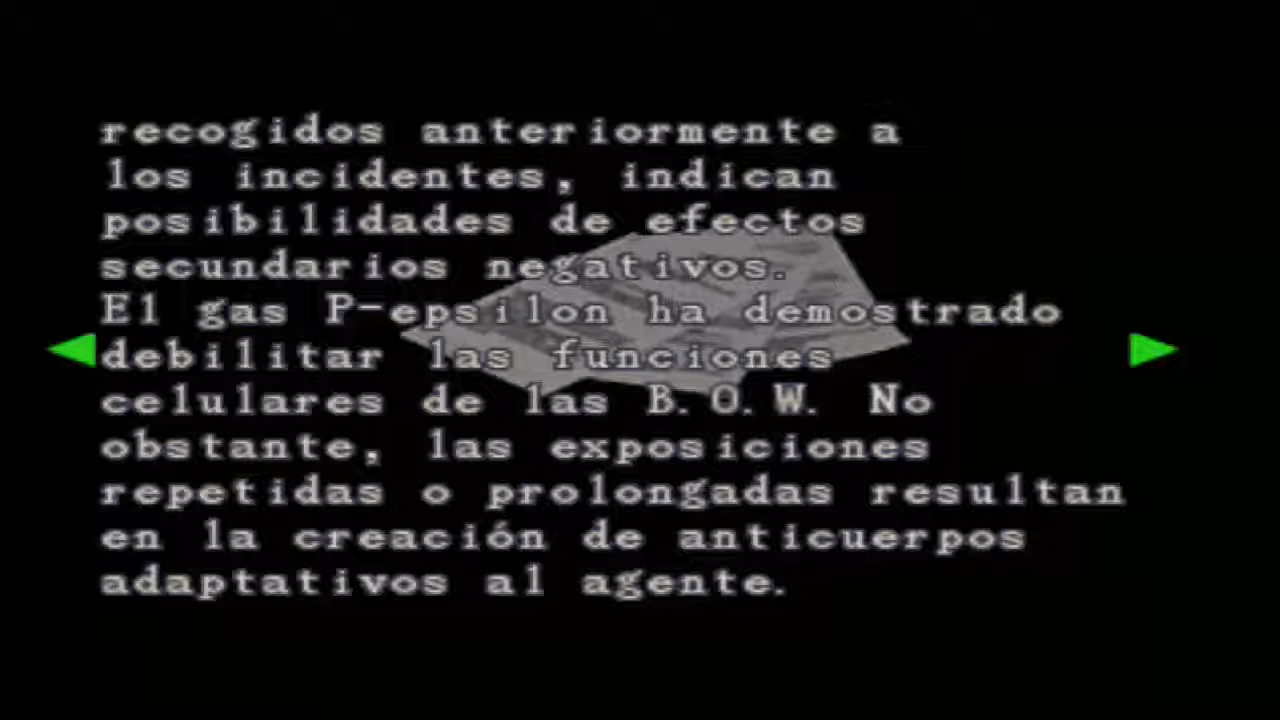 recogidos anteriormente a
los incidentes, indican
posibilidades de efectos
secundarios negativos.
El gas P-epsilon ha demostrado
debilitar las funciones
celulares de las B.O.W. No
obstante, las exposiciones
repetidas o prolongadas resultan
en la creación de anticuerpos
adaptativos al agente.